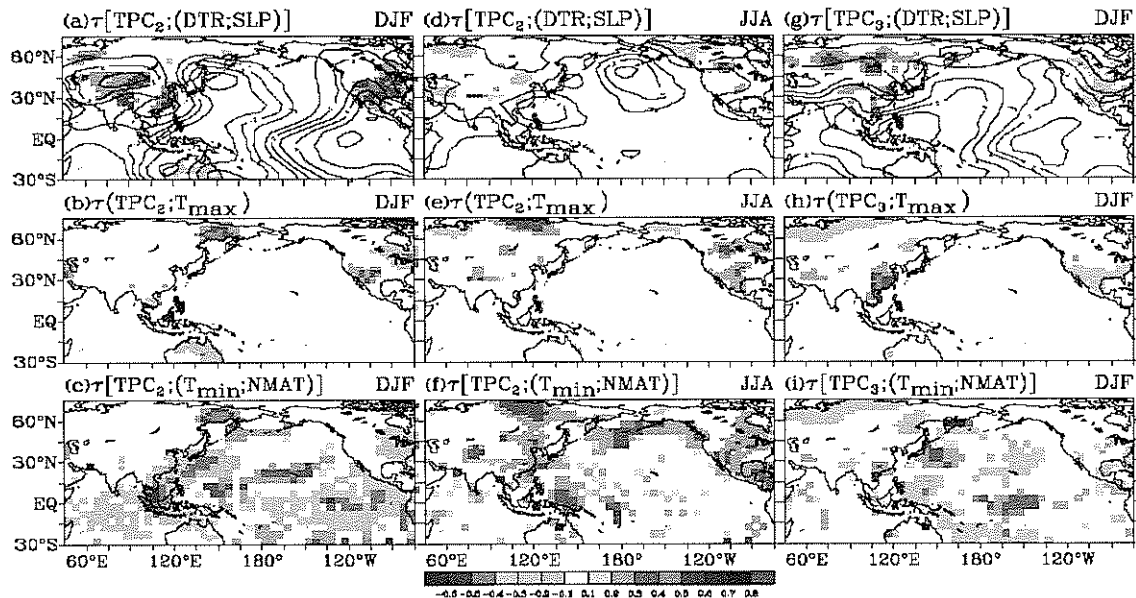 (a)τ[TPC₂;(DTR;SLP)] DJF
(d)τ[TPC₂;(DTR;SLP)] JJA
(g)τ[TPC₃;(DTR;SLP)] DJF
60°N
30°N
EQ
30°S
(b)τ(TPC₂;Tmax) DJF
(e)τ(TPC₂;Tmax) JJA
(h)τ(TPC₃;Tmax) DJF
60°N
30°N
EQ
30°S
(c)τ[TPC₂;(Tmin;NMAT)] DJF
(f)τ[TPC₂;(Tmin;NMAT)] JJA
(i)τ[TPC₃;(Tmin;NMAT)] DJF
60°N
30°N
EQ
30°S
60°E 120°E 180° 120°W
60°E 120°E 180° 120°W
60°E 120°E 180° 120°W